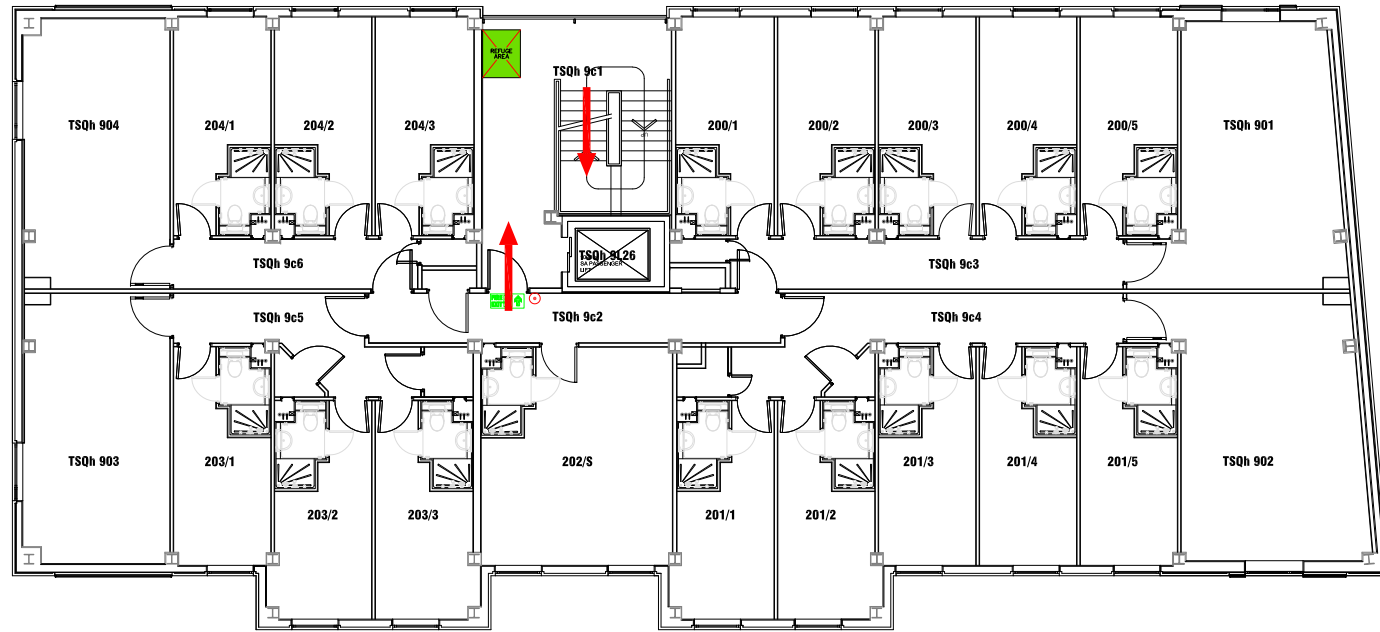 REFUGE
AREA
TSQh 9c1
TSQh 904
204/1
204/2
204/3
200/1
200/2
200/3
200/4
200/5
TSQh 901
UP
TSQh 9c6
TSQh 9L26
SA PASSENGER
LIFT
TSQh 9c3
TSQh 9c5
TSQh 9c2
TSQh 9c4
TSQh 903
203/1
202/S
201/3
201/4
201/5
TSQh 902
203/2
203/3
201/1
201/2